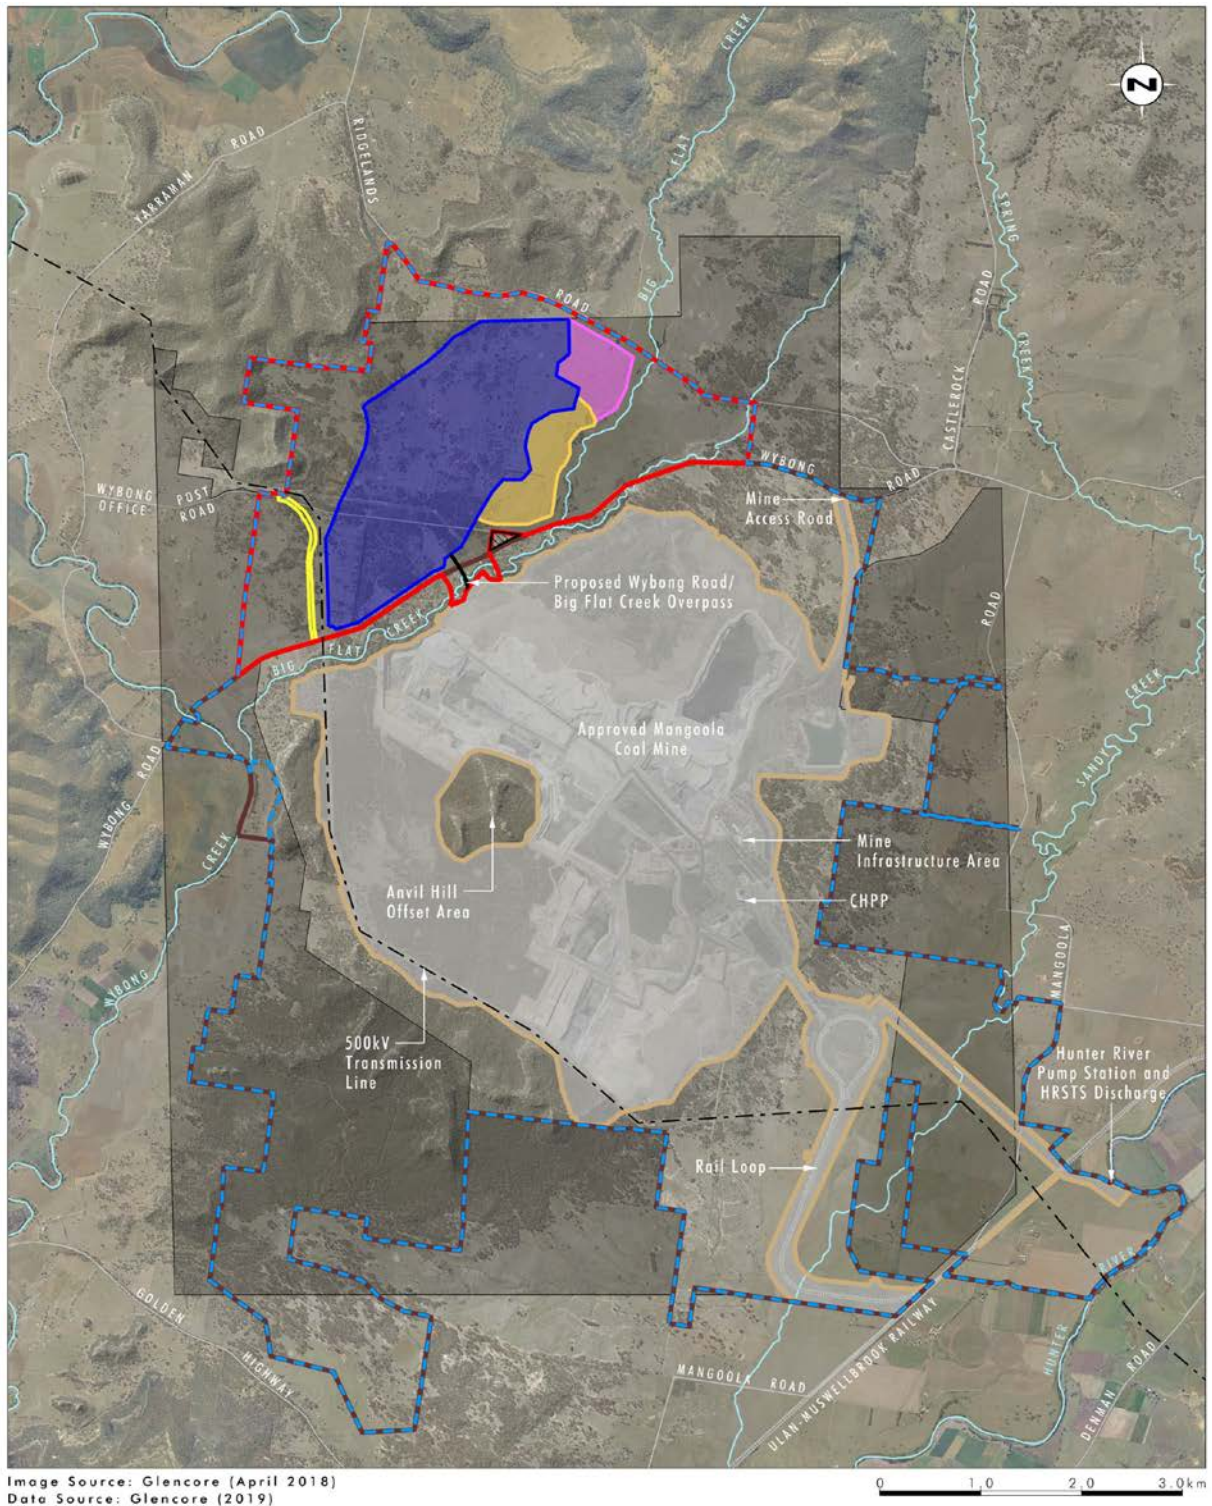 CREEK
N
YARRAMAN ROAD
RIDGELANDS
FLAT
BIG
ROAD
SPRING
CREEK
ROAD
CASTLEROCK
WYBONG
ROAD
WYBONG POST
OFFICE ROAD
Mine
Access Road
Proposed Wybong Road/
Big Flat Creek Overpass
ROAD
BIG FLAT CREEK
CREEK
SANDY
Approved Mangoola
Coal Mine
WYBONG ROAD
CREEK
WYBONG
Mine
Infrastructure Area
CHPP
Anvil Hill
Offset Area
MANGOOLA
500kV
Transmission
Line
Hunter River
Pump Station and
HRSTS Discharge
Rail Loop
RIVER
HUNTER
GOLDEN
HIGHWAY
MANGOOLA ROAD
ULAN-MUSWELLBROOK RAILWAY
DENMAN ROAD
Image Source: Glencore (April 2018)
Data Source: Glencore (2019)
0 1.0 2.0 3.0km